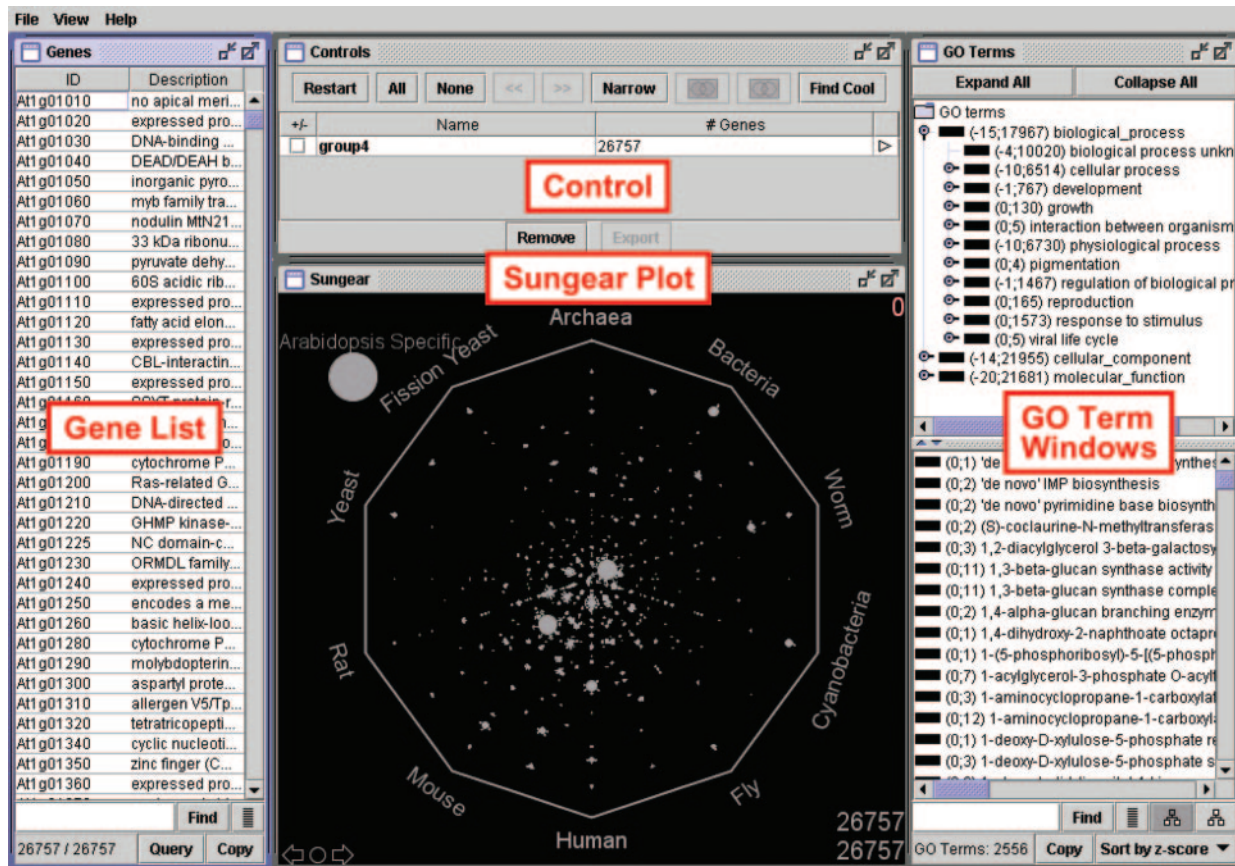 File View Help
Genes
ID Description
At1g01010 no apical meri...
At1g01020 expressed pro...
At1g01030 DNA-binding ...
At1g01040 DEAD/DEAH b...
At1g01050 inorganic pyro...
At1g01060 myb family tra...
At1g01070 nodulin MtN21...
At1g01080 33 kDa ribonu...
At1g01090 pyruvate dehy...
At1g01100 60S acidic rib...
At1g01110 expressed pro...
At1g01120 fatty acid elon...
At1g01130 expressed pro...
At1g01140 CBL-interactin...
At1g01150 expressed pro...
Gene List
At1g01190 cytochrome P...
At1g01200 Ras-related G...
At1g01210 DNA-directed ...
At1g01220 GHMP kinase-...
At1g01225 NC domain-c...
At1g01230 ORMDL family...
At1g01240 expressed pro...
At1g01250 encodes a me...
At1g01260 basic helix-loo...
At1g01280 cytochrome P...
At1g01290 molybdopterin...
At1g01300 aspartyl prote...
At1g01310 allergen V5/Tp...
At1g01320 tetratricopepti...
At1g01340 cyclic nucleoti...
At1g01350 zinc finger (C...
At1g01360 expressed pro...
Find
26757 / 26757 Query Copy
Controls
Restart All None << >> Narrow Find Cool
+/- Name # Genes
group4 26757
Control
Remove Export
Sungear Plot
Sungear
0
Archaea
Arabidopsis Specific
Fission Yeast
Bacteria
Yeast
Worm
Rat
Cyanobacteria
Mouse
Fly
Human
26757
26757
GO Terms
Expand All Collapse All
GO terms
(-15;17967) biological_process
(-4;10020) biological process unkn
(-10;6514) cellular process
(-1;767) development
(0;130) growth
(0;5) interaction between organism
(-10;6730) physiological process
(0;4) pigmentation
(-1;1467) regulation of biological pr
(0;165) reproduction
(0;1573) response to stimulus
(0;5) viral life cycle
(-14;21955) cellular_component
(-20;21681) molecular_function
GO Term
Windows
(0;1) 'de
(0;2) 'de novo' IMP biosynthesis
(0;2) 'de novo' pyrimidine base biosynth
(0;2) (S)-coclaurine-N-methyltransferas
(0;3) 1,2-diacylglycerol 3-beta-galactosy
(0;11) 1,3-beta-glucan synthase activity
(0;11) 1,3-beta-glucan synthase comple
(0;2) 1,4-alpha-glucan branching enzym
(0;1) 1,4-dihydroxy-2-naphthoate octapr
(0;1) 1-(5-phosphoribosyl)-5-[(5-phosph
(0;7) 1-acylglycerol-3-phosphate O-acylt
(0;3) 1-aminocyclopropane-1-carboxylat
(0;12) 1-aminocyclopropane-1-carboxyl
(0;1) 1-deoxy-D-xylulose-5-phosphate re
(0;1) 1-deoxy-D-xylulose-5-phosphate s
Find
GO Terms: 2556 Copy Sort by z-score